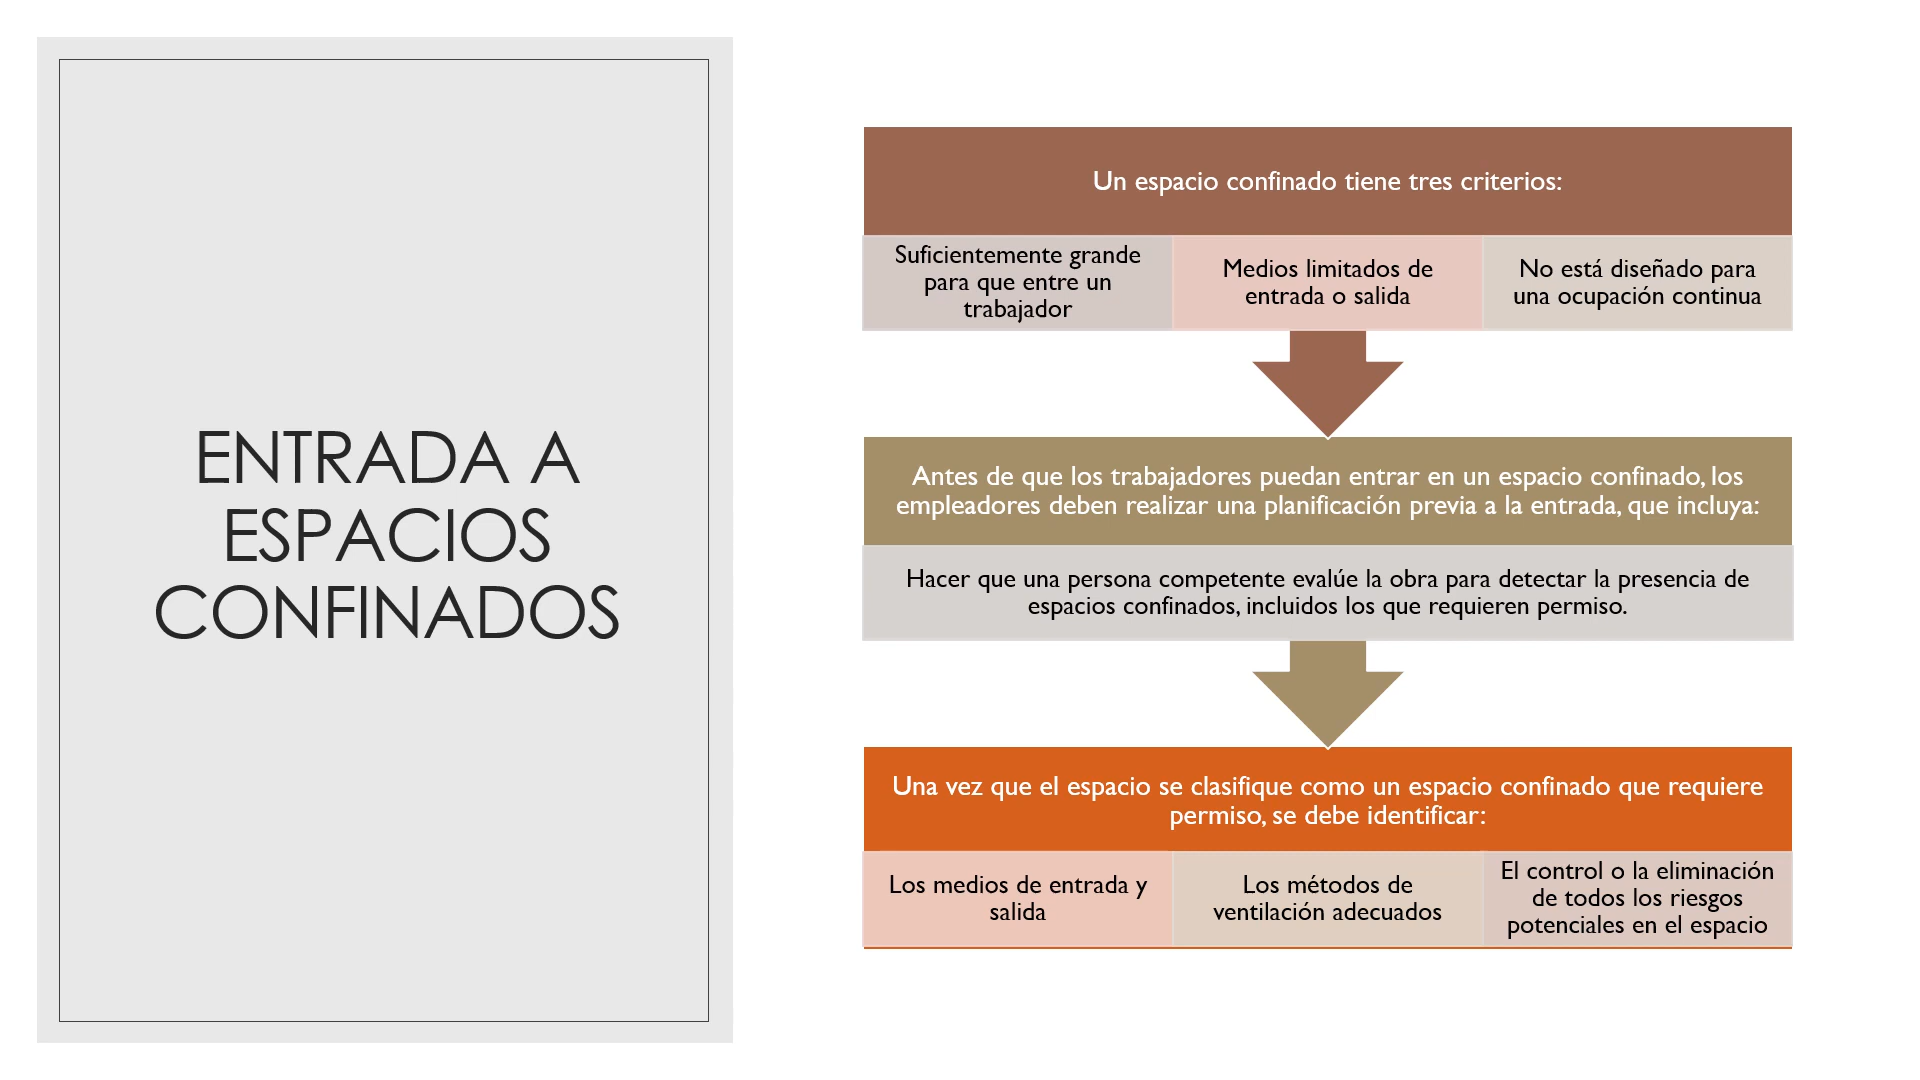 ENTRADA A
ESPACIOS
CONFINADOS
Un espacio confinado tiene tres criterios:
Suficientemente grande
para que entre un
trabajador
Medios limitados de
entrada o salida
No está diseñado para
una ocupación continua
Antes de que los trabajadores puedan entrar en un espacio confinado, los
empleadores deben realizar una planificación previa a la entrada, que incluya:
Hacer que una persona competente evalúe la obra para detectar la presencia de
espacios confinados, incluidos los que requieren permiso.
Una vez que el espacio se clasifique como un espacio confinado que requiere
permiso, se debe identificar:
Los medios de entrada y
salida
Los métodos de
ventilación adecuados
El control o la eliminación
de todos los riesgos
potenciales en el espacio